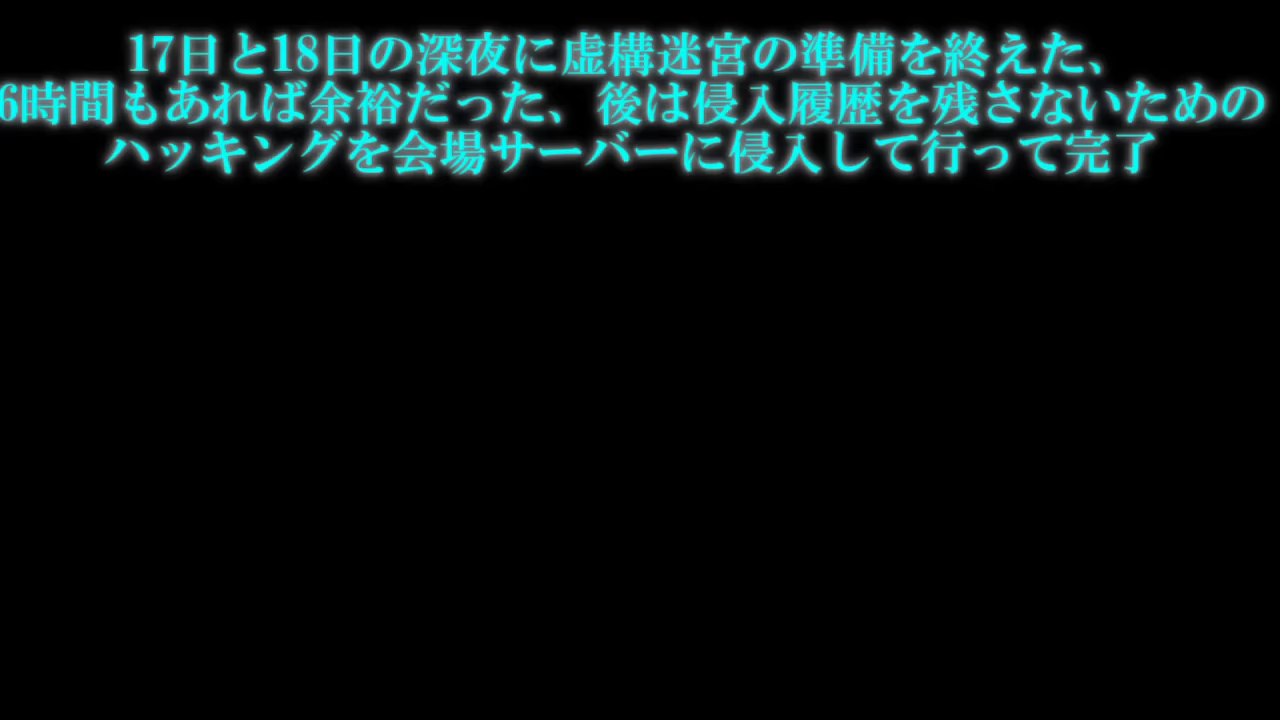 17日と18日の深夜に虚構迷宮の準備を終えた、
6時間もあれば余裕だった、後は侵入履歴を残さないための
ハッキングを会場サーバーに侵入して行って完了